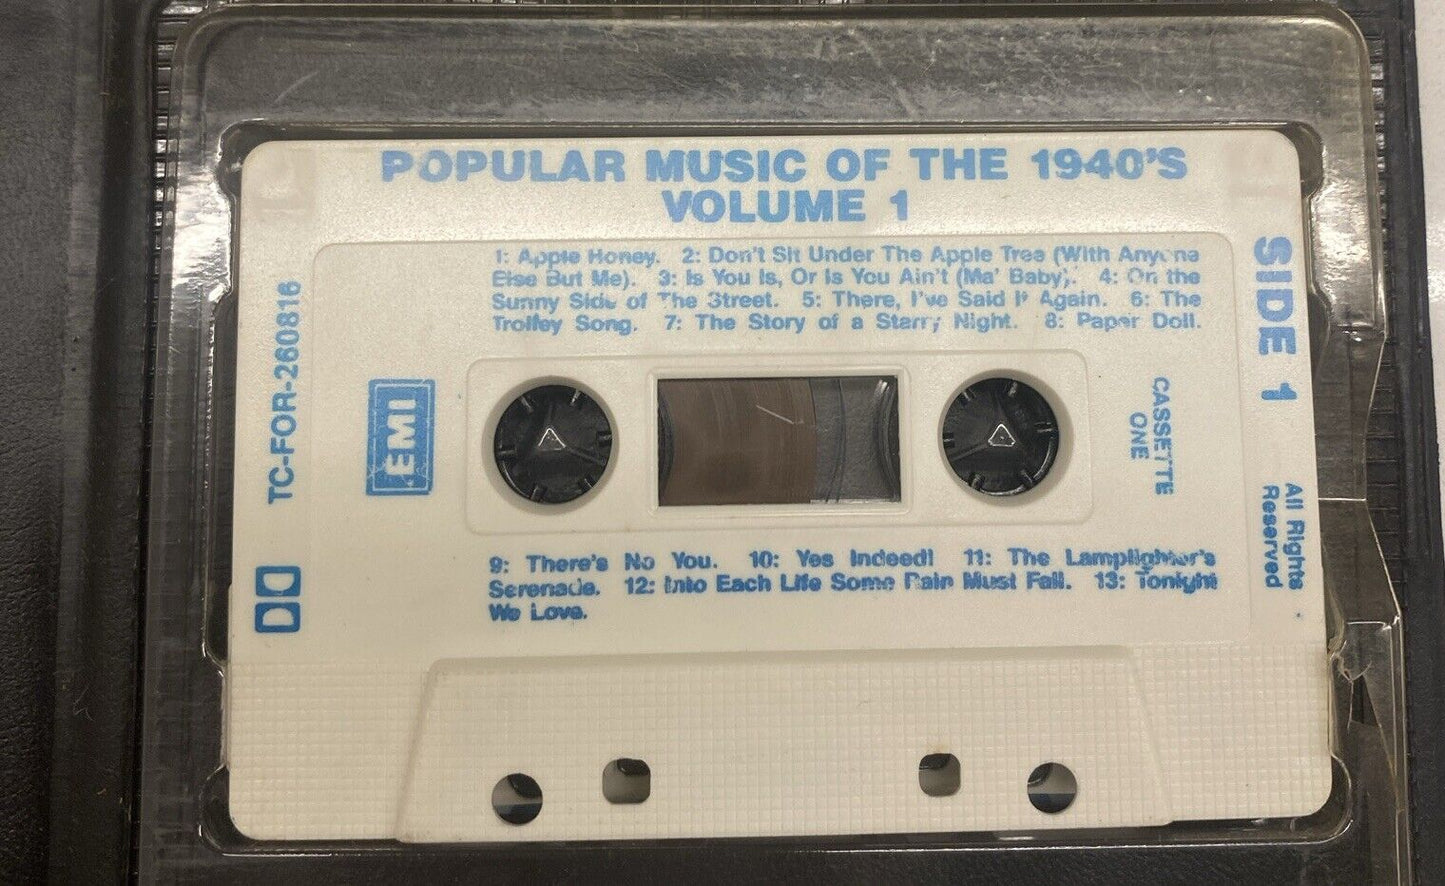 POPULAR MUSIC OF THE 1940'S
VOLUME 1
1: Apple Honey. 2: Don't Sit Under The Apple Tree (With Anyone
Else But Me). 3: Is You Is, Or Is You Ain't (Ma' Baby). 4: On the
Sunny Side of The Street. 5: There, I've Said It Again. 6: The
Trolley Song. 7: The Story of a Starry Night. 8: Paper Doll.
SIDE 1
TC-FOR-260816
EMI
CASSETTE
ONE
All Rights
Reserved
9: There's No You. 10: Yes Indeed! 11: The Lamplighter's
Serenade. 12: Into Each Life Some Rain Must Fall. 13: Tonight
We Love.